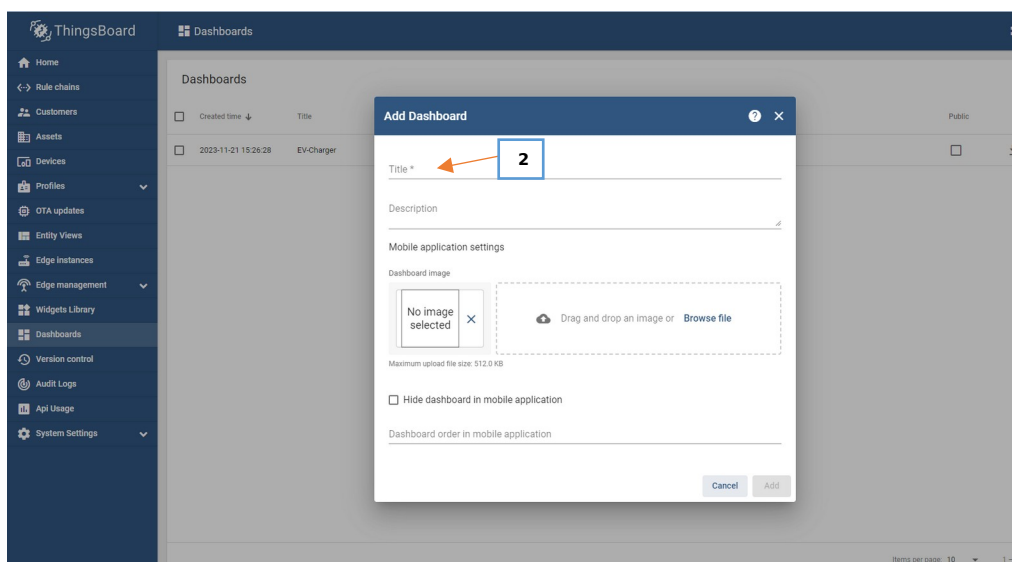 ThingsBoard
Dashboards
Home
Rule chains
Customers
Assets
Devices
Profiles
OTA updates
Entity Views
Edge instances
Edge management
Widgets Library
Dashboards
Version control
Audit Logs
Api Usage
System Settings
Dashboards
Created time Title Public
2023-11-21 15:26:28 EV-Charger
Add Dashboard
2
Title *
Description
Mobile application settings
Dashboard image
No image
selected
Drag and drop an image or Browse file
Maximum upload file size: 512.0 KB
Hide dashboard in mobile application
Dashboard order in mobile application
Cancel Add
Items per page: 10 1 –